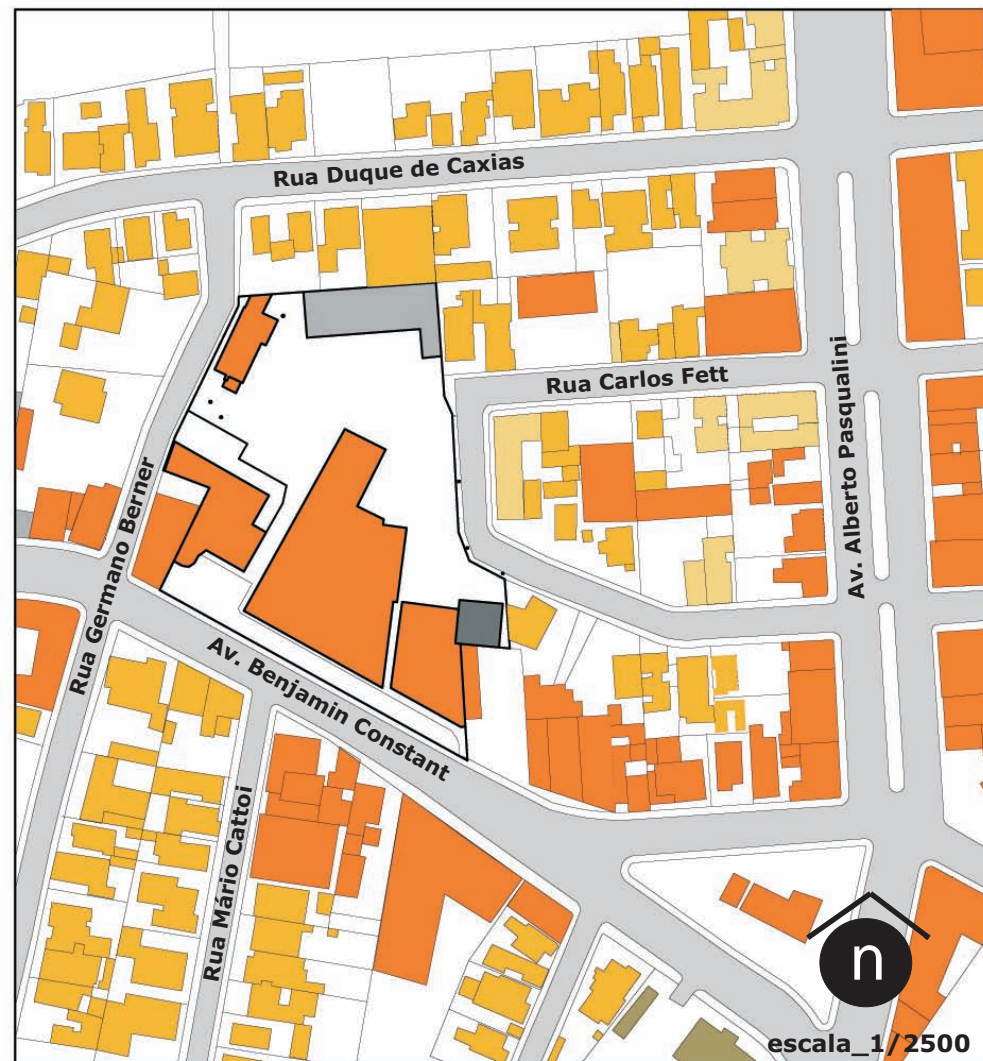 Rua Duque de Caxias
Rua Carlos Fett
Av. Alberto Pasqualini
Rua Germano Berner
Av. Benjamin Constant
Rua Mário Cattoi
n
escala_1/2500